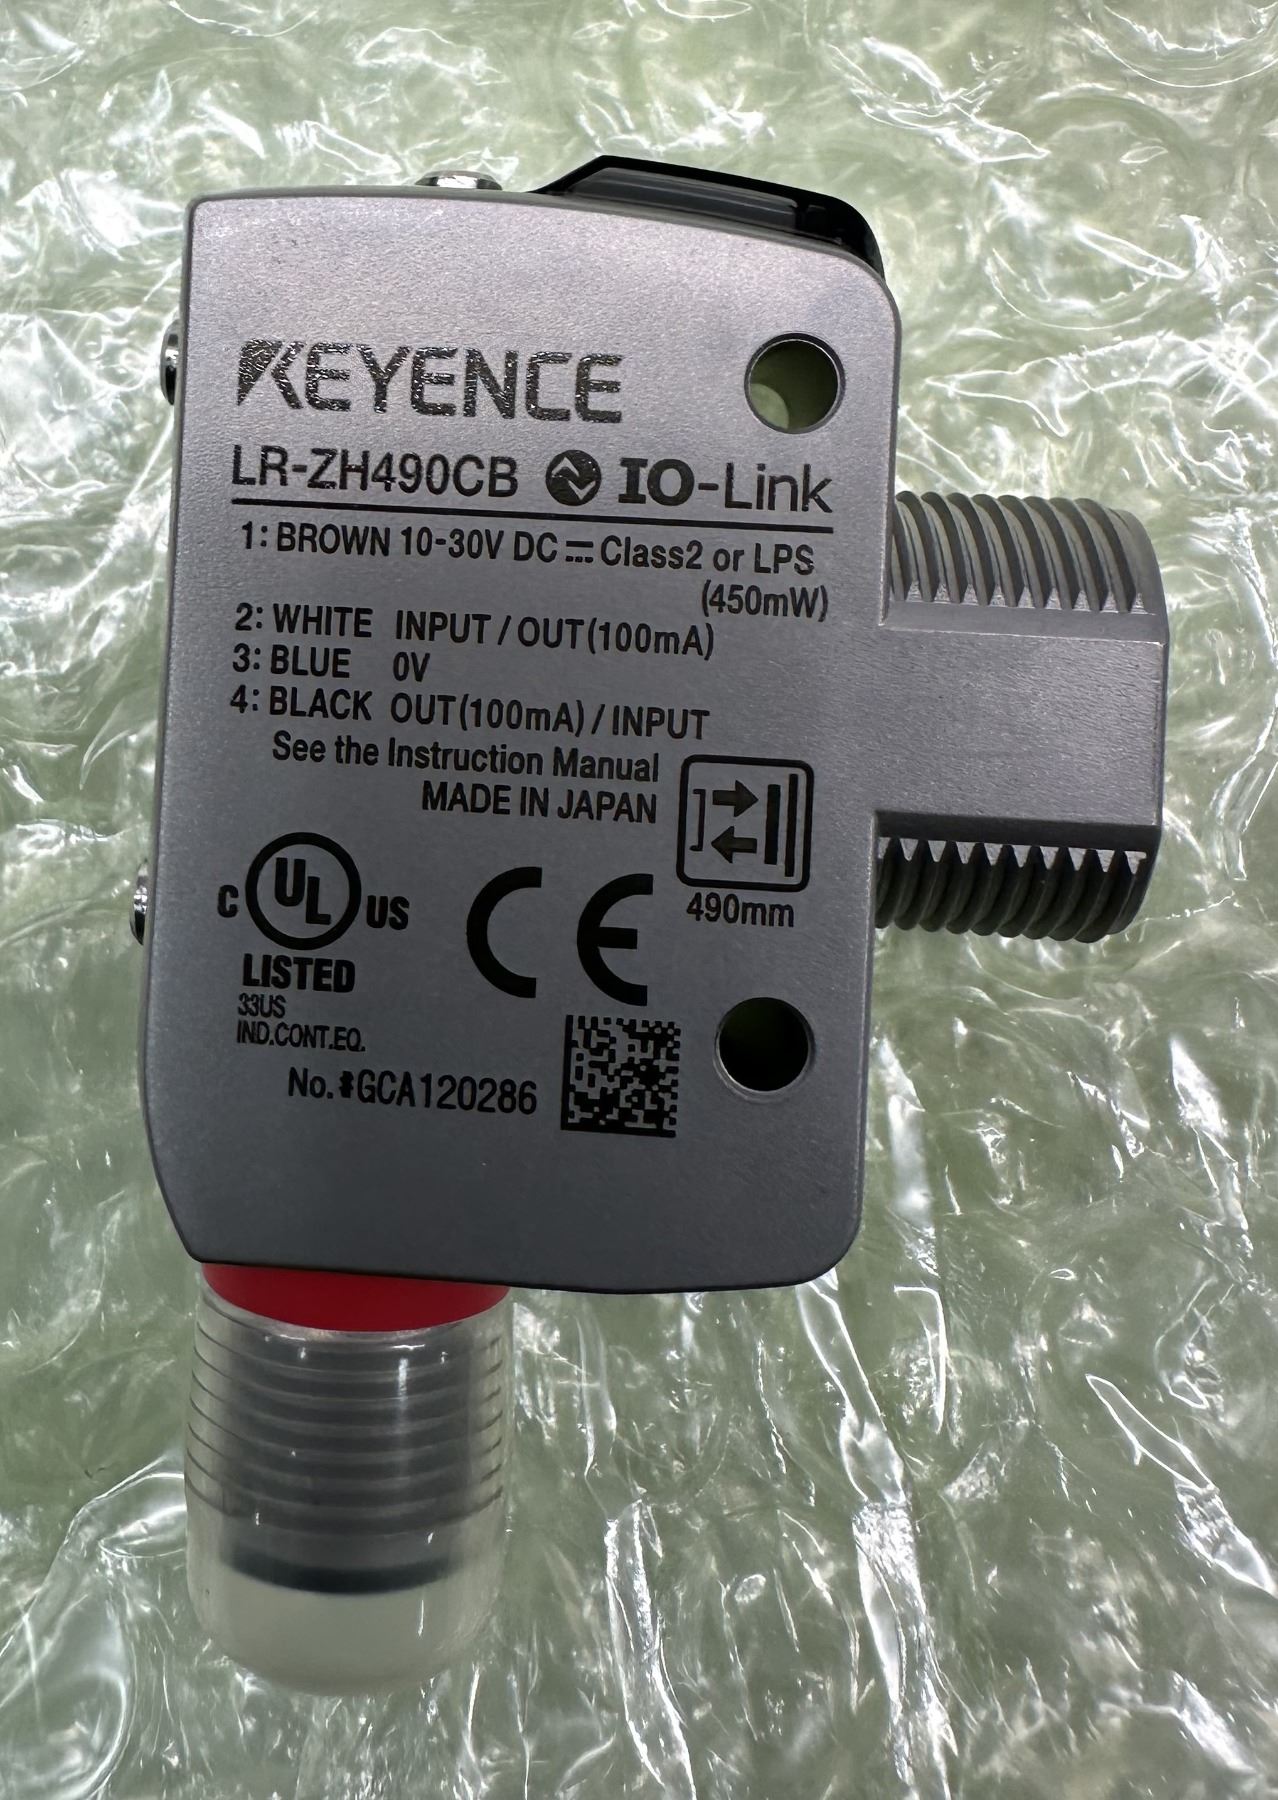 KEYENCE
LR-ZH490CB IO-Link
1: BROWN 10-30V DC ⎓ Class2 or LPS
(450mW)
2: WHITE INPUT / OUT(100mA)
3: BLUE 0V
4: BLACK OUT(100mA) / INPUT
See the Instruction Manual
MADE IN JAPAN
490mm
C UL US
CE
LISTED
33US
IND.CONT.EQ.
No.#GCA120286